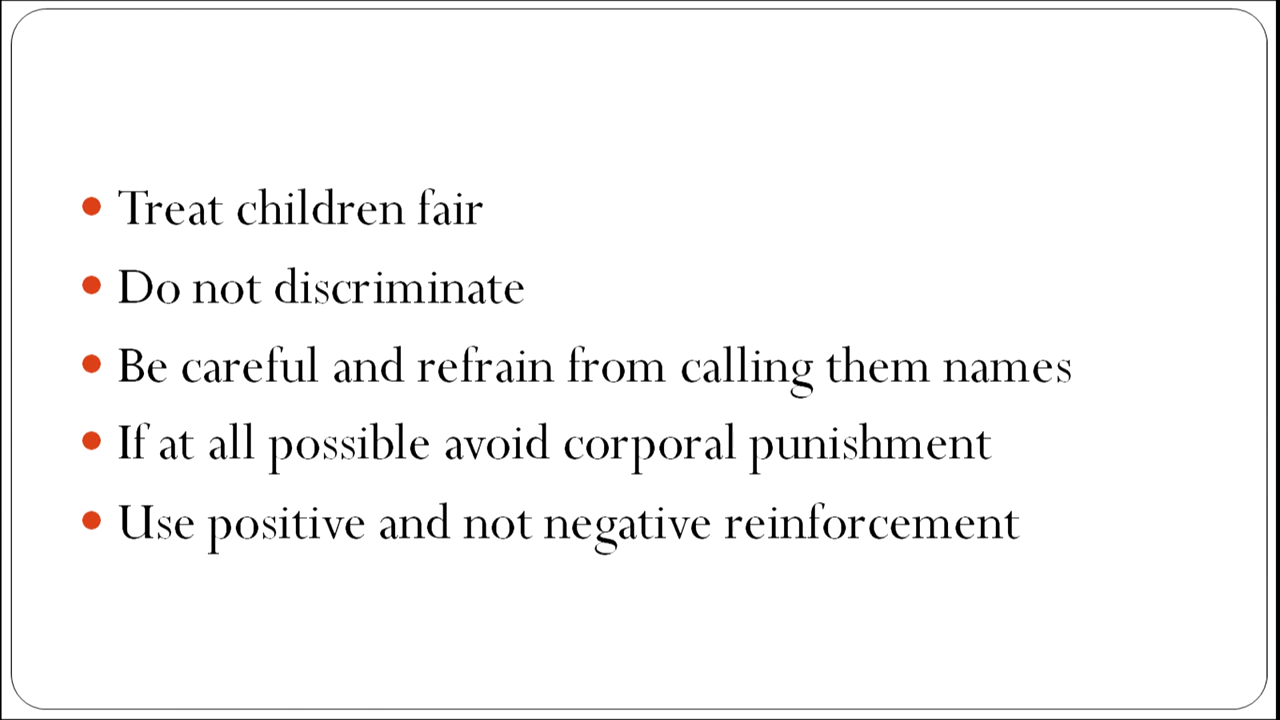 • Treat children fair
• Do not discriminate
• Be careful and refrain from calling them names
• If at all possible avoid corporal punishment
• Use positive and not negative reinforcement